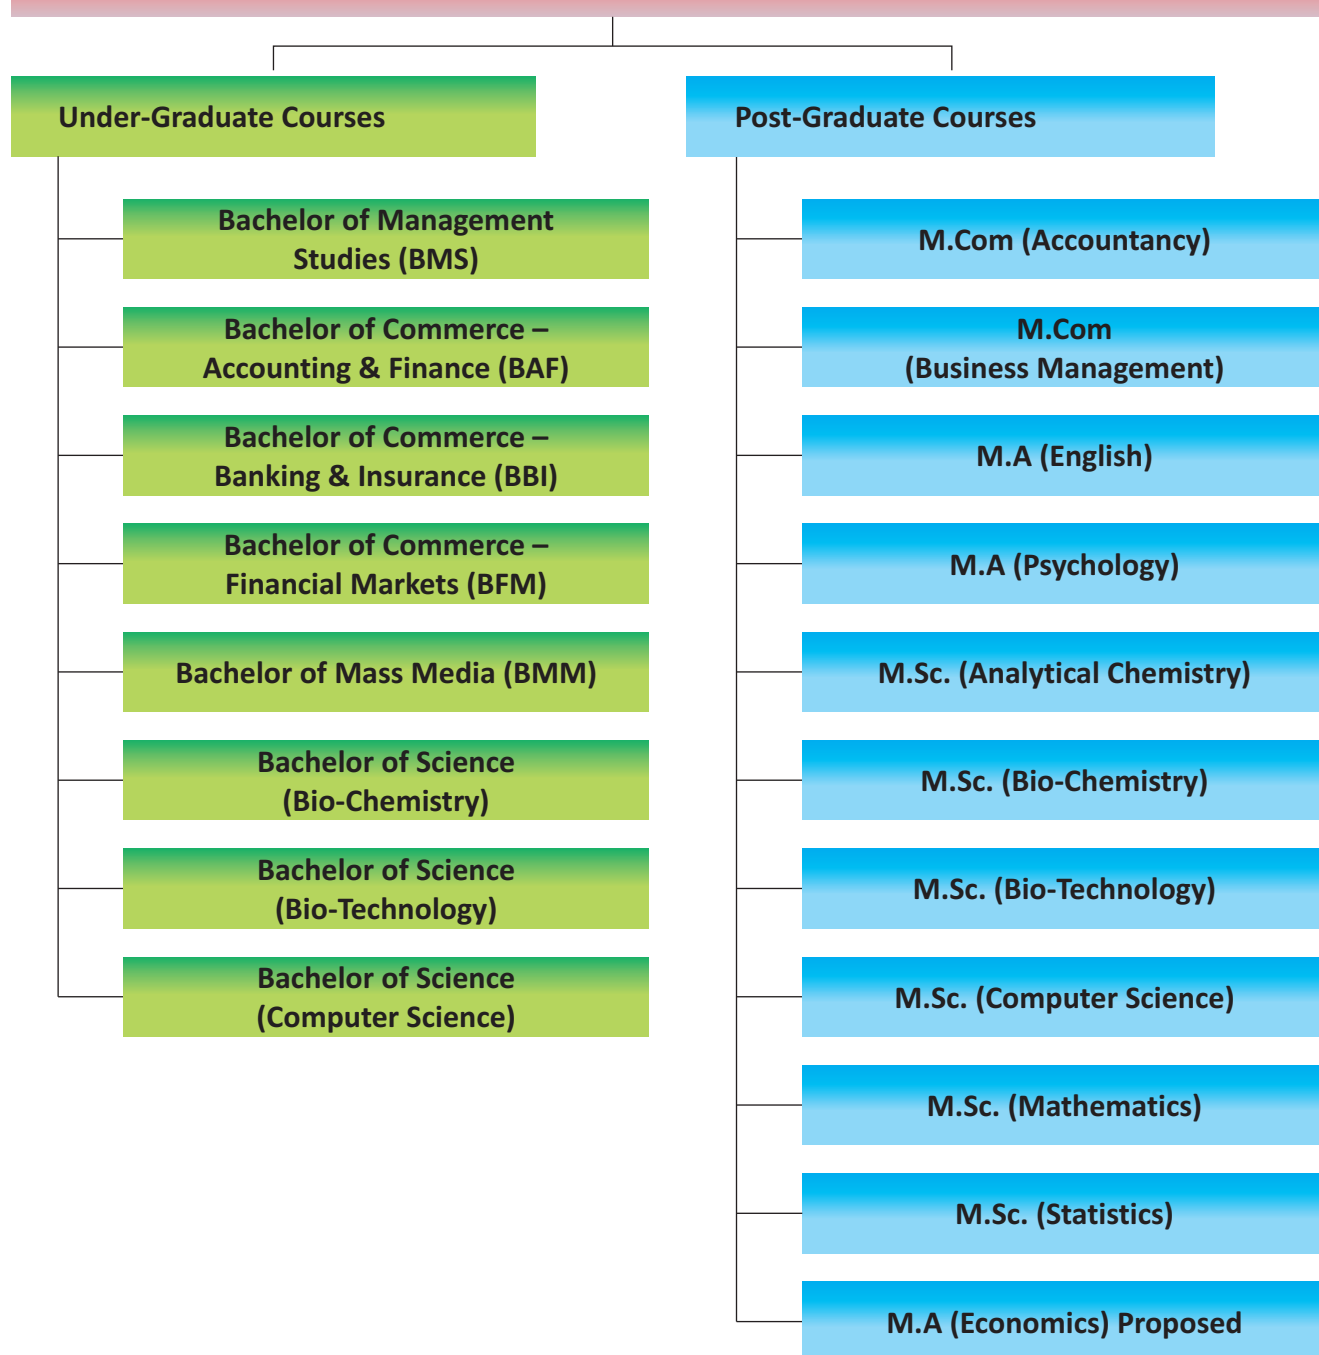 Under-Graduate Courses
Bachelor of Management
Studies (BMS)
Bachelor of Commerce –
Accounting & Finance (BAF)
Bachelor of Commerce –
Banking & Insurance (BBI)
Bachelor of Commerce –
Financial Markets (BFM)
Bachelor of Mass Media (BMM)
Bachelor of Science
(Bio-Chemistry)
Bachelor of Science
(Bio-Technology)
Bachelor of Science
(Computer Science)
Post-Graduate Courses
M.Com (Accountancy)
M.Com
(Business Management)
M.A (English)
M.A (Psychology)
M.Sc. (Analytical Chemistry)
M.Sc. (Bio-Chemistry)
M.Sc. (Bio-Technology)
M.Sc. (Computer Science)
M.Sc. (Mathematics)
M.Sc. (Statistics)
M.A (Economics) Proposed